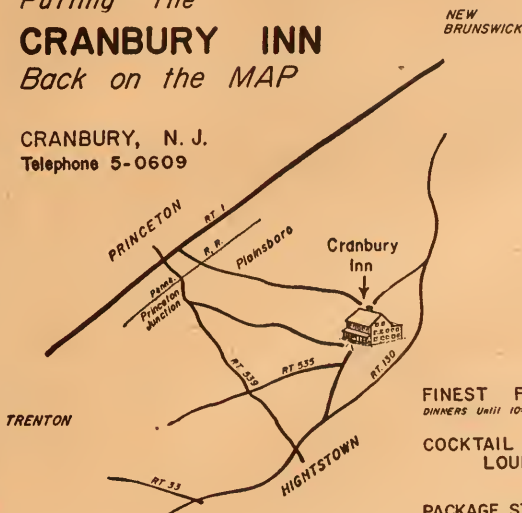 Putting The
CRANBURY INN
Back on the MAP
NEW
BRUNSWICK
CRANBURY, N. J.
Telephone 5-0609
PRINCETON
RT 1
Penna. R. R.
Plainsboro
Princeton
Junction
Cranbury
Inn
RT 539
RT 535
RT. 130
TRENTON
HIGHTSTOWN
RT 33
FINEST
DINNERS Until
COCKTAIL
LOU
PACKAGE